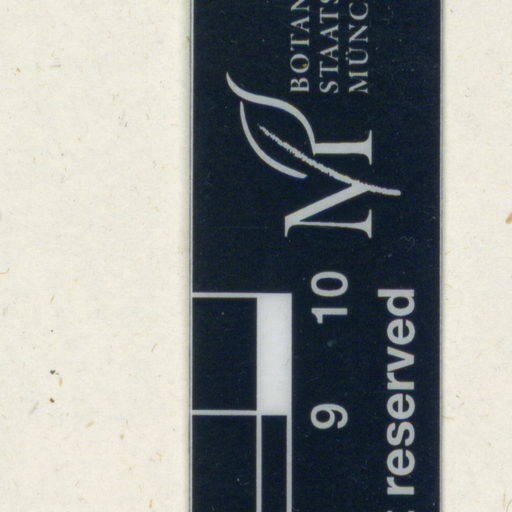 BOTAN
STAATS
MÜNC
M
9 10
reserved